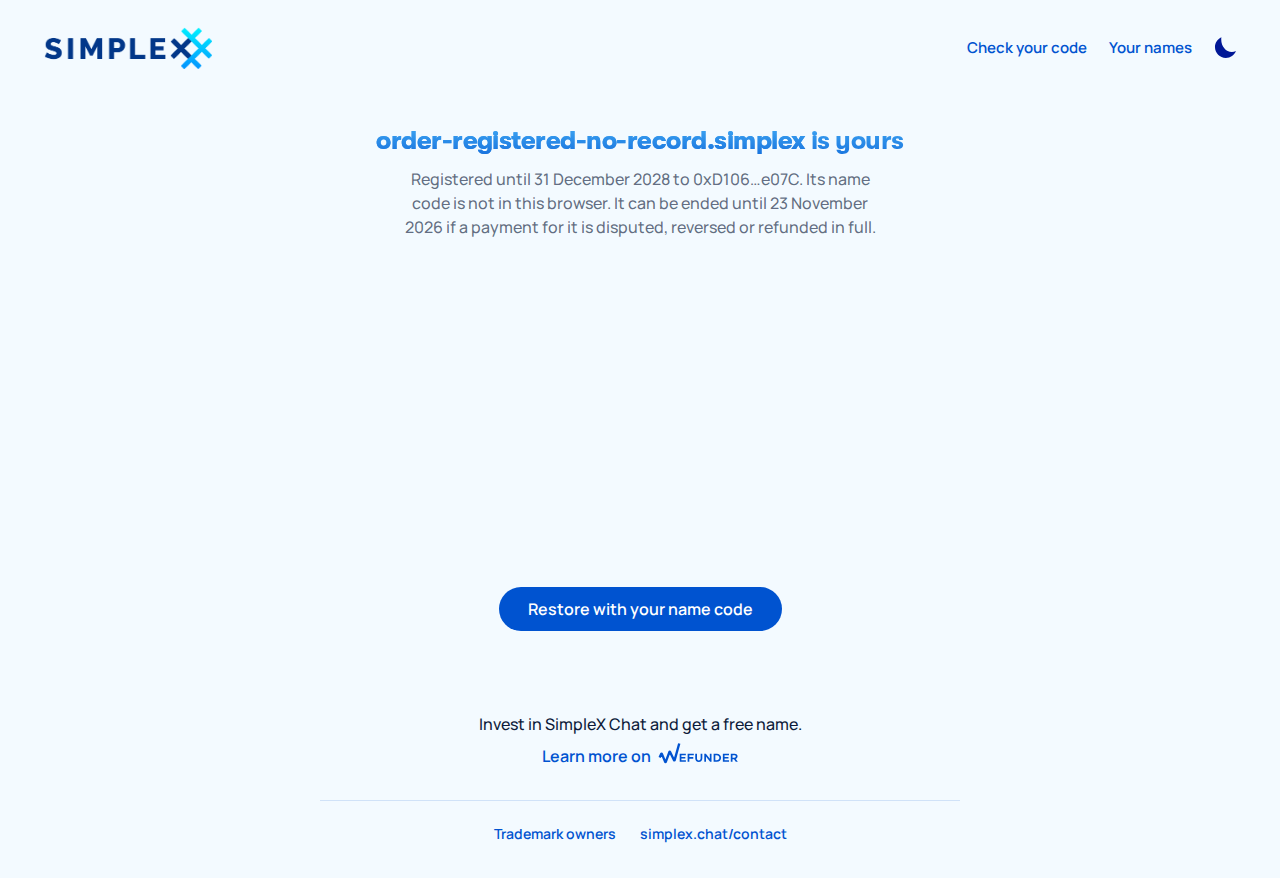 SIMPLEX
Check your code
Your names
order-registered-no-record.simplex is yours
Registered until 31 December 2028 to 0xD106…e07C. Its name
code is not in this browser. It can be ended until 23 November
2026 if a payment for it is disputed, reversed or refunded in full.
Restore with your name code
Invest in SimpleX Chat and get a free name.
Learn more on WEFUNDER
Trademark owners
simplex.chat/contact